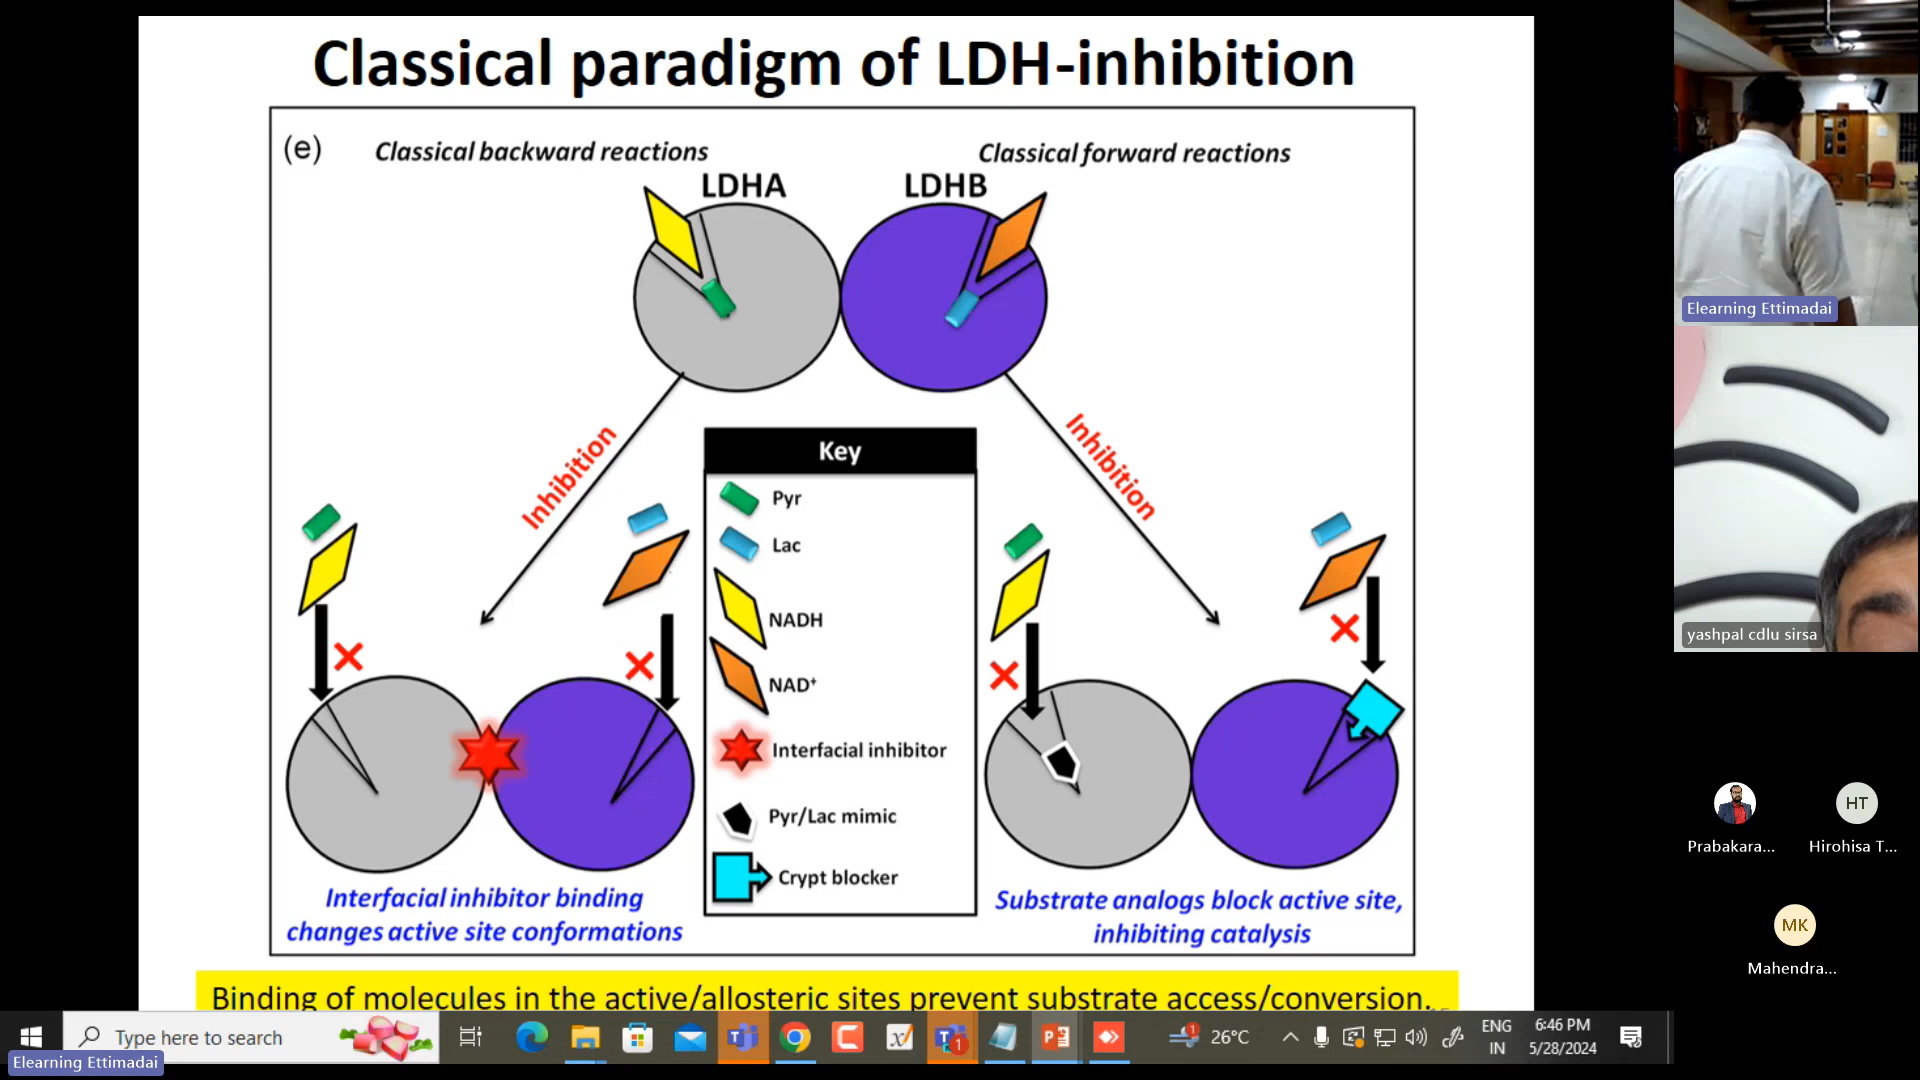 Classical paradigm of LDH-inhibition
(e)
Classical backward reactions
Classical forward reactions
LDHA
LDHB
Inhibition
Inhibition
Key
Pyr
Lac
NADH
NAD⁺
Interfacial inhibitor
Pyr/Lac mimic
Crypt blocker
Interfacial inhibitor binding
changes active site conformations
Substrate analogs block active site,
inhibiting catalysis
Binding of molecules in the active/allosteric sites prevent substrate access/conversion.
Elearning Ettimadai
yashpal cdlu sirsa
Prabakara...
HT
Hirohisa T...
MK
Mahendra...
Type here to search
1
1
26°C
ENG
IN
6:46 PM
5/28/2024
Elearning Ettimadai